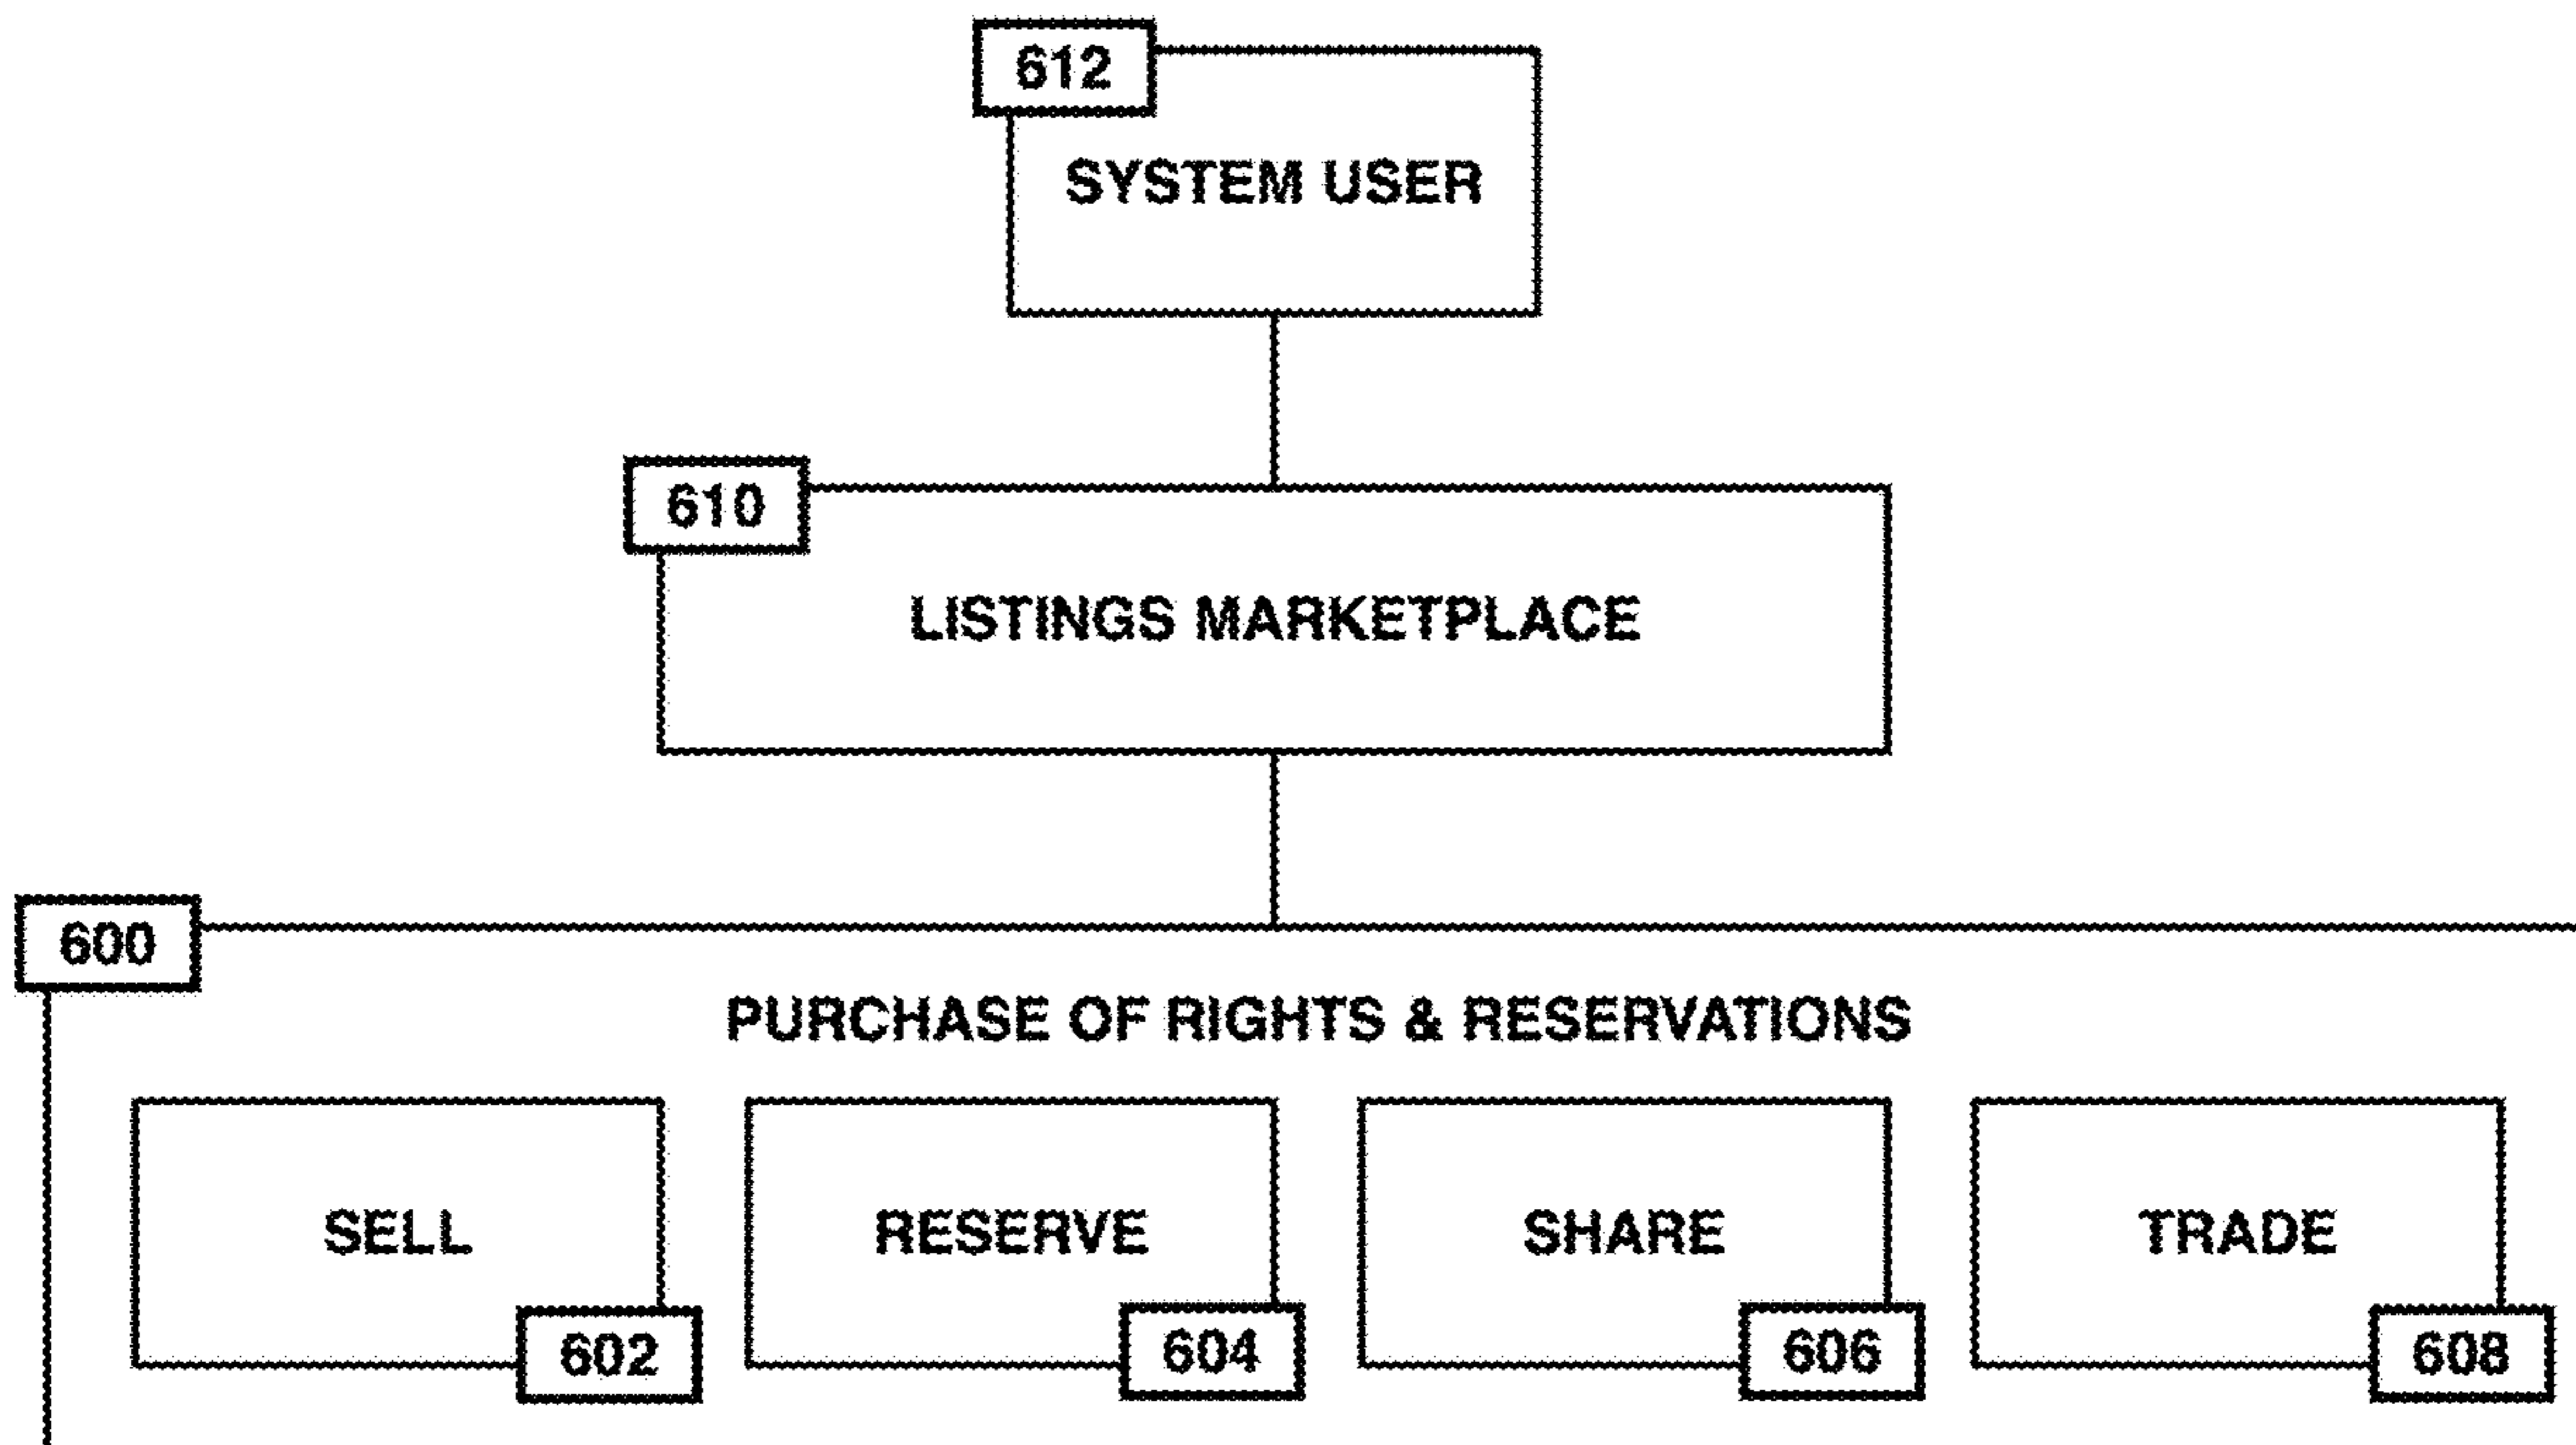 612
SYSTEM USER
610
LISTINGS MARKETPLACE
600
PURCHASE OF RIGHTS & RESERVATIONS
SELL
602
RESERVE
604
SHARE
606
TRADE
608